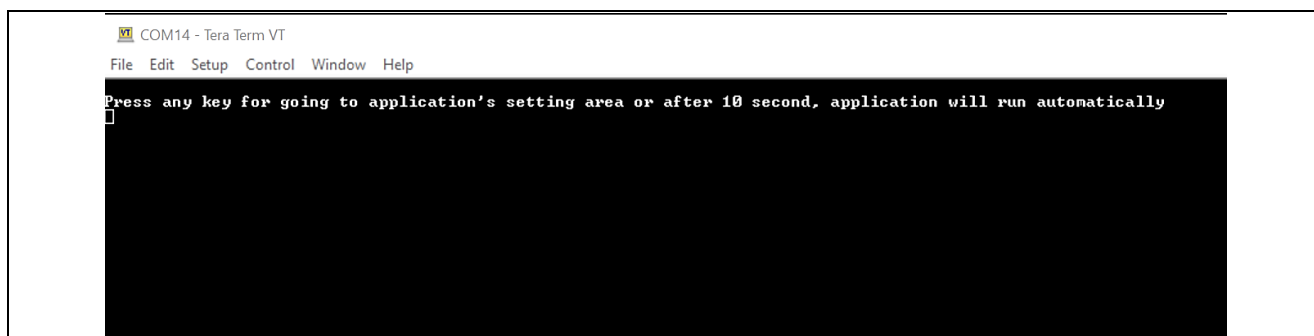 VT
COM14 - Tera Term VT
File Edit Setup Control Window Help
Press any key for going to application's setting area or after 10 second, application will run automatically